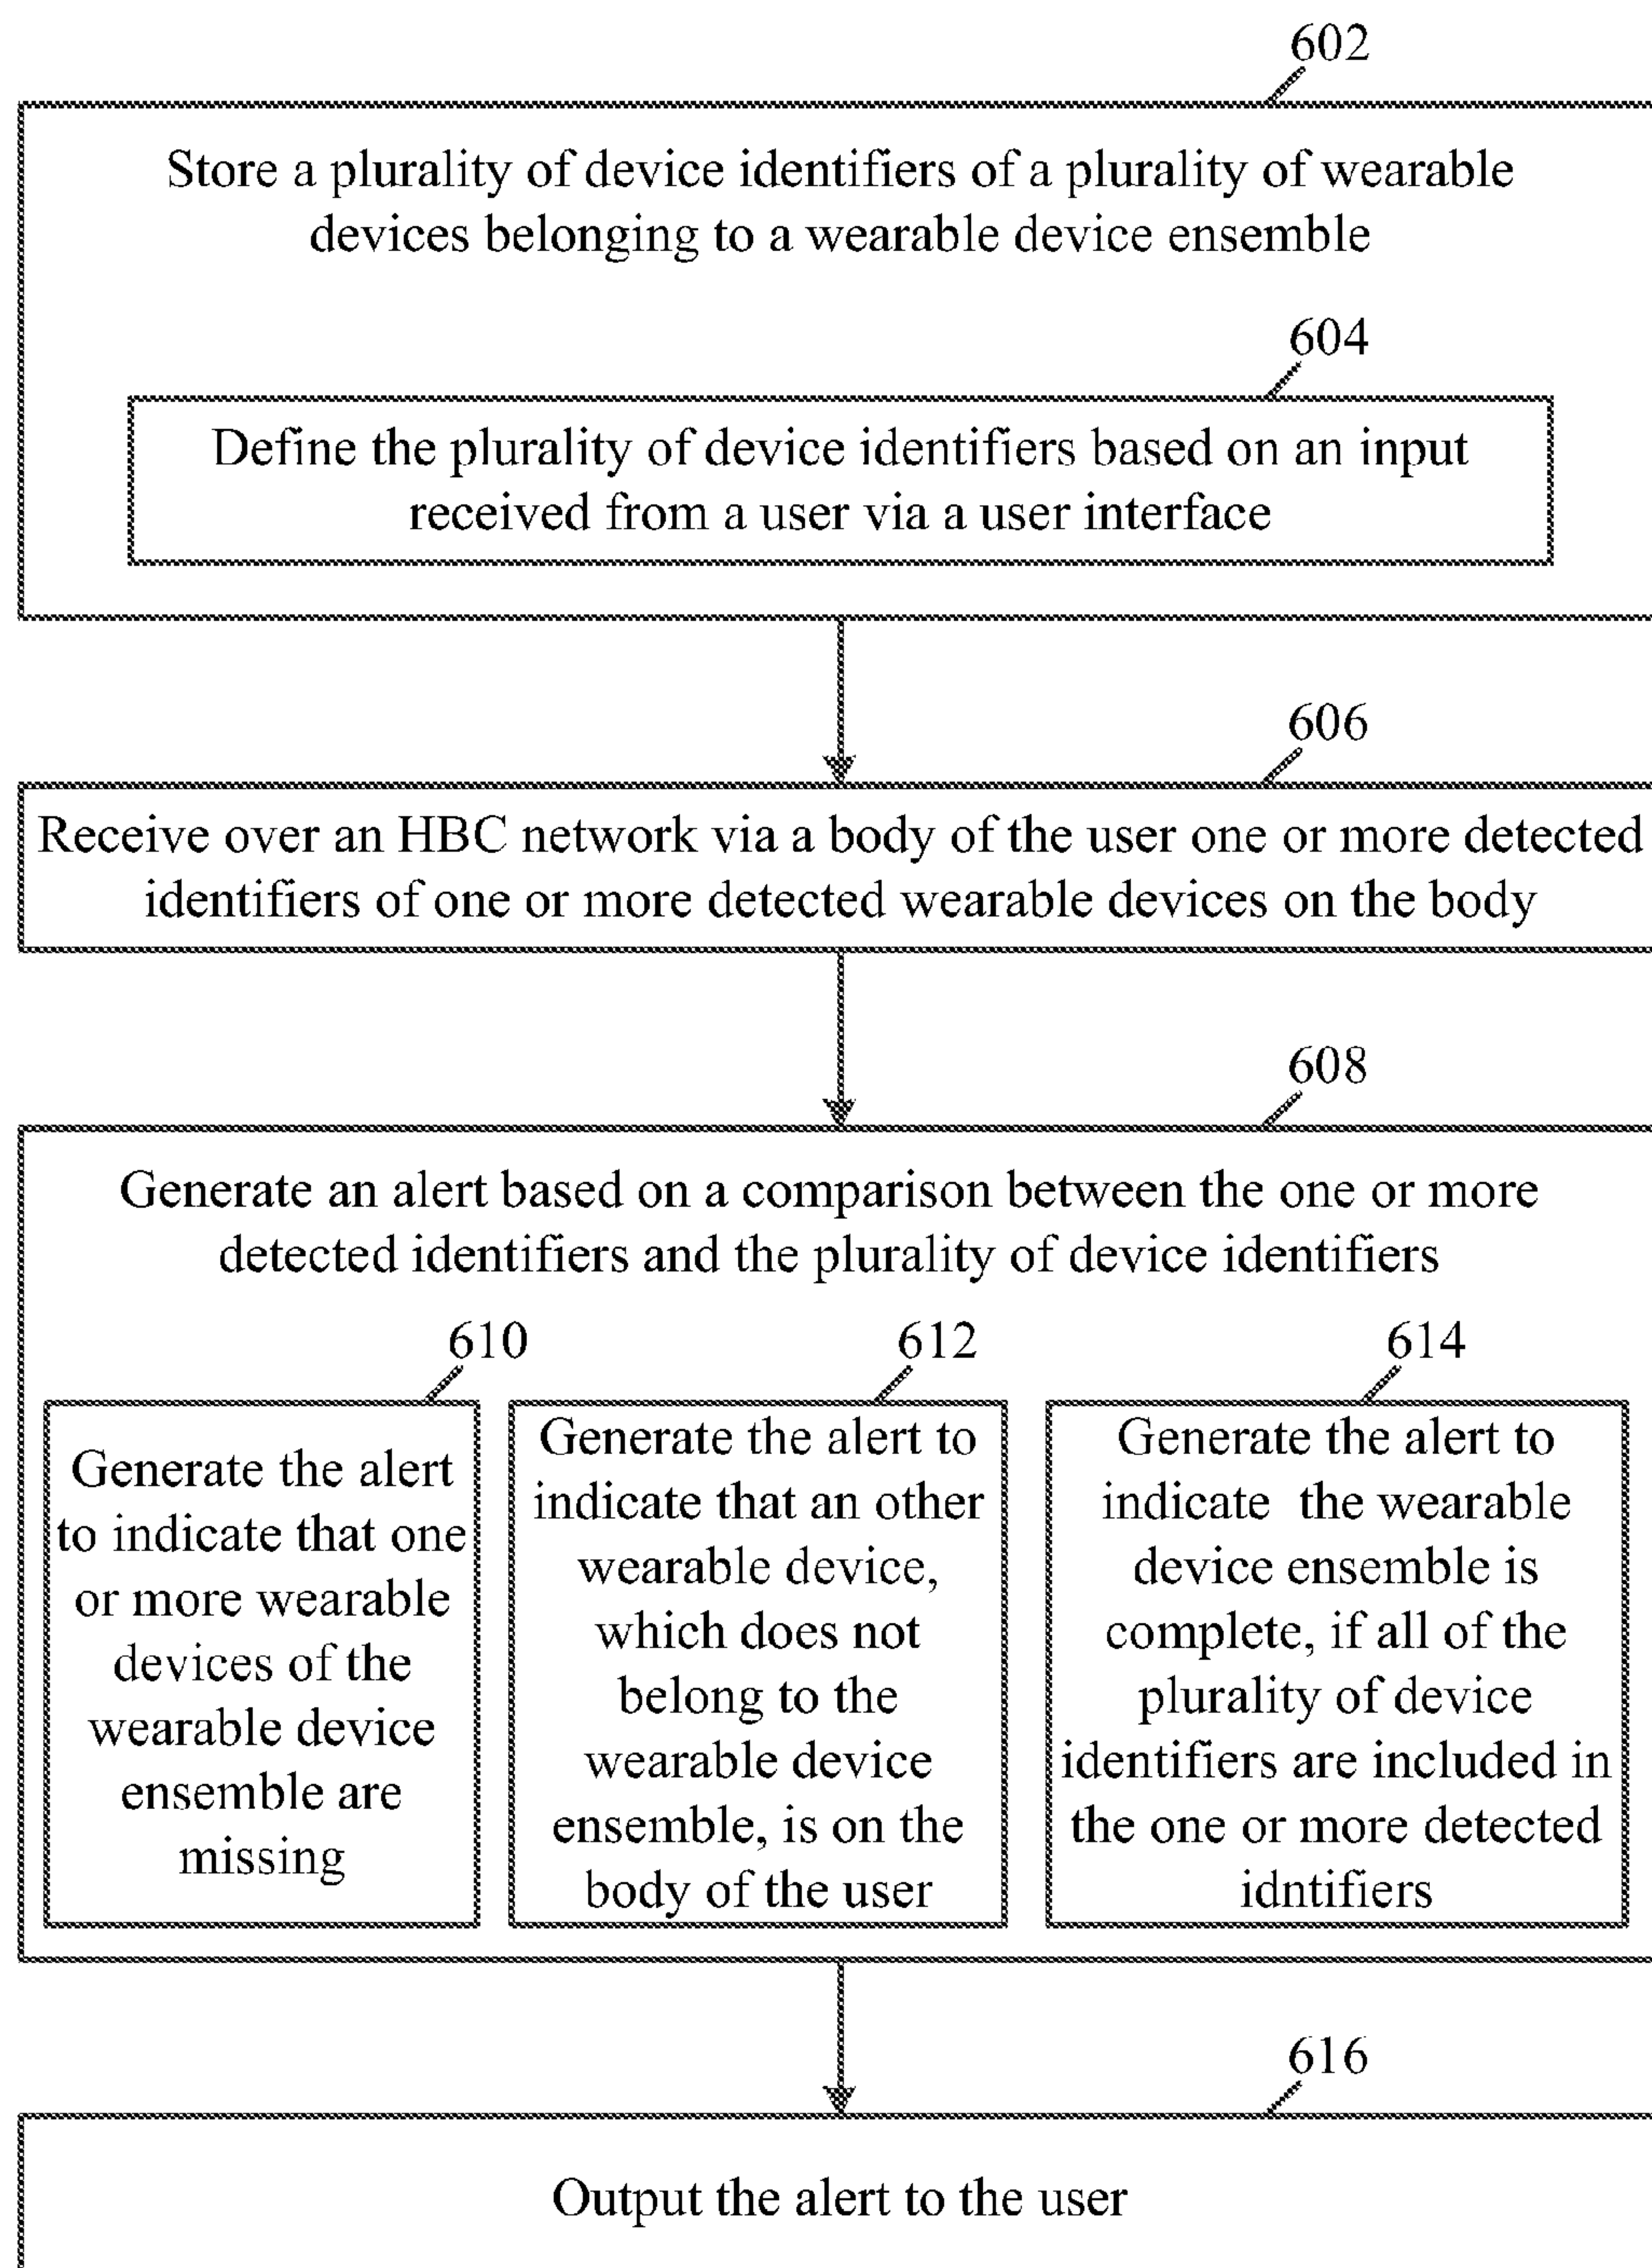 602
Store a plurality of device identifiers of a plurality of wearable
devices belonging to a wearable device ensemble
604
Define the plurality of device identifiers based on an input
received from a user via a user interface
606
Receive over an HBC network via a body of the user one or more detected
identifiers of one or more detected wearable devices on the body
608
Generate an alert based on a comparison between the one or more
detected identifiers and the plurality of device identifiers
610
Generate the alert
to indicate that one
or more wearable
devices of the
wearable device
ensemble are
missing
612
Generate the alert to
indicate that an other
wearable device,
which does not
belong to the
wearable device
ensemble, is on the
body of the user
614
Generate the alert to
indicate the wearable
device ensemble is
complete, if all of the
plurality of device
identifiers are included in
the one or more detected
idntifiers
616
Output the alert to the user